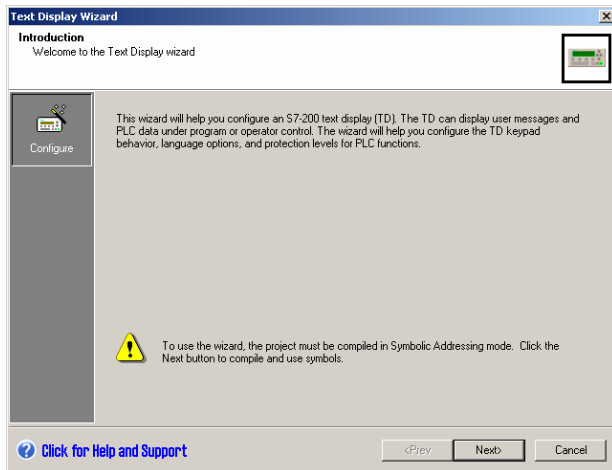 Text Display Wizard
Introduction
Welcome to the Text Display wizard
Configure
This wizard will help you configure an S7-200 text display (TD). The TD can display user messages and
PLC data under program or operator control. The wizard will help you configure the TD keypad
behavior, language options, and protection levels for PLC functions.
To use the wizard, the project must be compiled in Symbolic Addressing mode. Click the
Next button to compile and use symbols.
Click for Help and Support
<Prev
Next>
Cancel